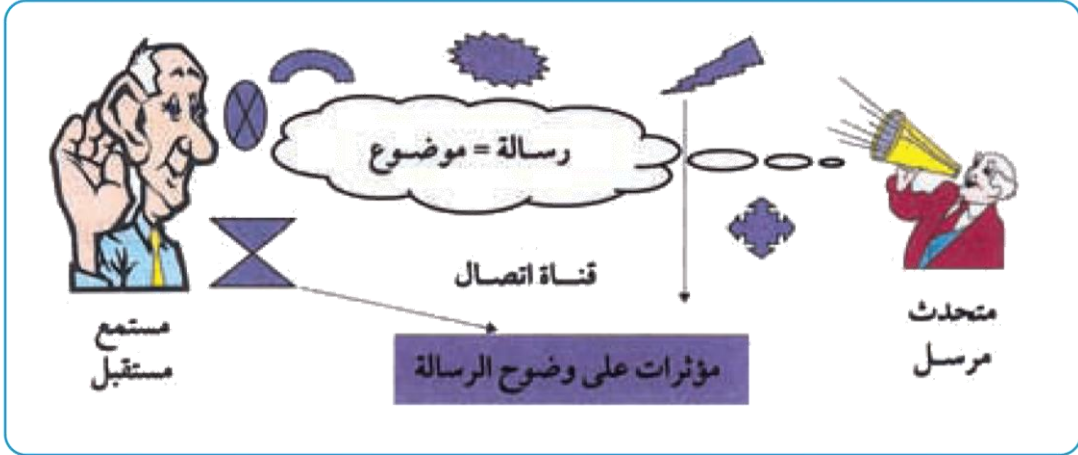 رسالة = موضوع
قناة اتصال
متحدث
مرسل
مستمع
مستقبل
مؤثرات على وضوح الرسالة